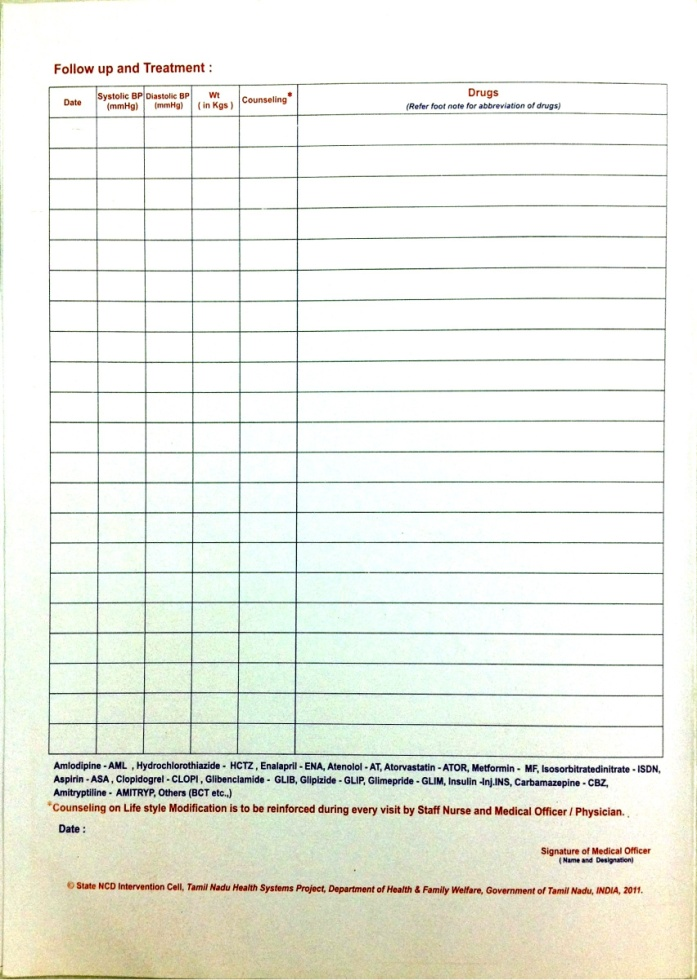 Follow up and Treatment :
Date
Systolic BP
(mmHg)
Diastolic BP
(mmHg)
Wt
( in Kgs )
Counseling*
Drugs
(Refer foot note for abbreviation of drugs)
Amlodipine - AML , Hydrochlorothiazide - HCTZ , Enalapril - ENA, Atenolol - AT, Atorvastatin - ATOR, Metformin - MF, Isosorbitratedinitrate - ISDN,
Aspirin - ASA , Clopidogrel - CLOPI , Glibenclamide - GLIB, Glipizide - GLIP, Glimepride - GLIM, Insulin -Inj.INS, Carbamazepine - CBZ,
Amitryptiline - AMITRYP, Others (BCT etc.,)
*Counseling on Life style Modification is to be reinforced during every visit by Staff Nurse and Medical Officer / Physician.
Date :
Signature of Medical Officer
( Name and Designation)
© State NCD Intervention Cell, Tamil Nadu Health Systems Project, Department of Health & Family Welfare, Government of Tamil Nadu, INDIA, 2011.